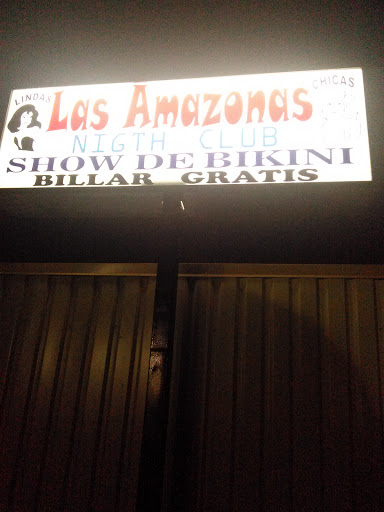 LINDAS Las Amazonas CHICAS
NIGTH CLUB
SHOW DE BIKINI
BILLAR GRATIS